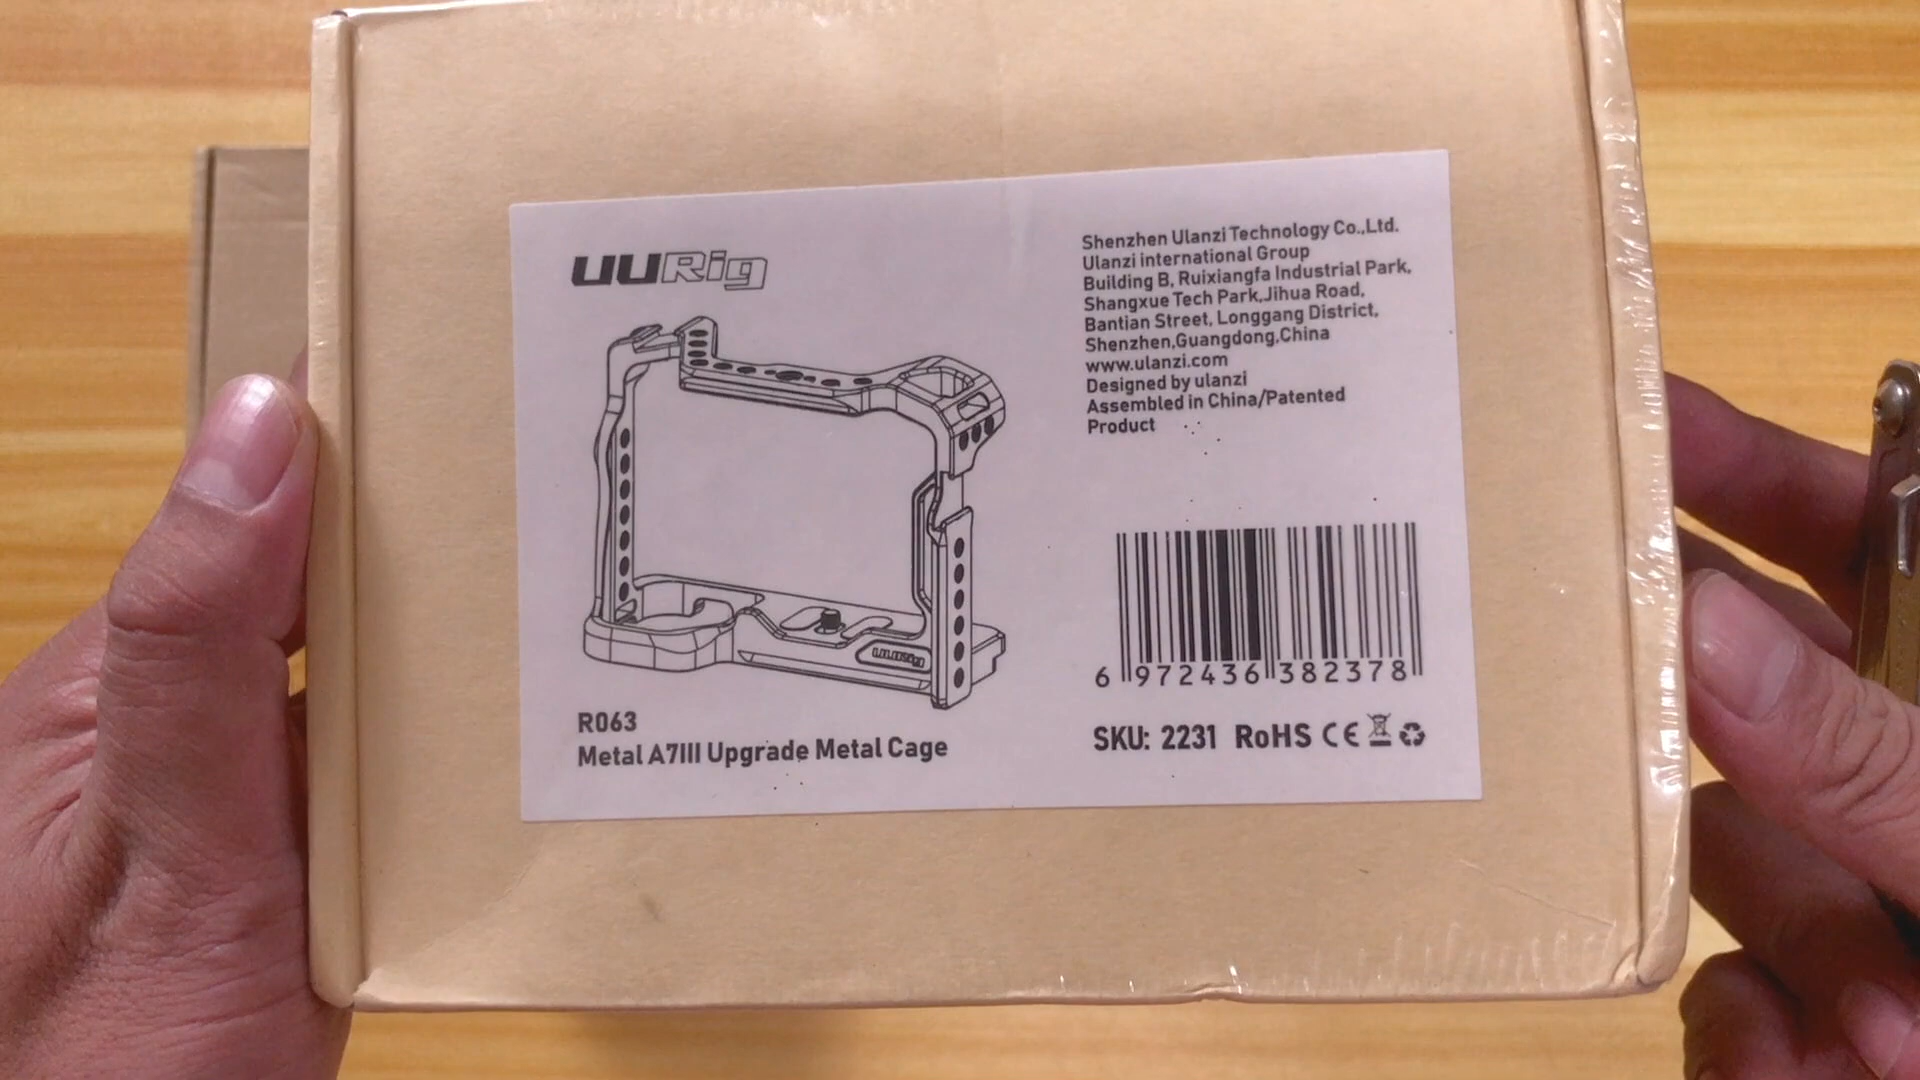 UURig
UURig
R063
Metal A7III Upgrade Metal Cage
Shenzhen Ulanzi Technology Co.,Ltd.
Ulanzi international Group
Building B, Ruixiangfa Industrial Park,
Shangxue Tech Park,Jihua Road,
Bantian Street, Longgang District,
Shenzhen,Guangdong,China
www.ulanzi.com
Designed by ulanzi
Assembled in China/Patented
Product
6 972436 382378
SKU: 2231 RoHS CE